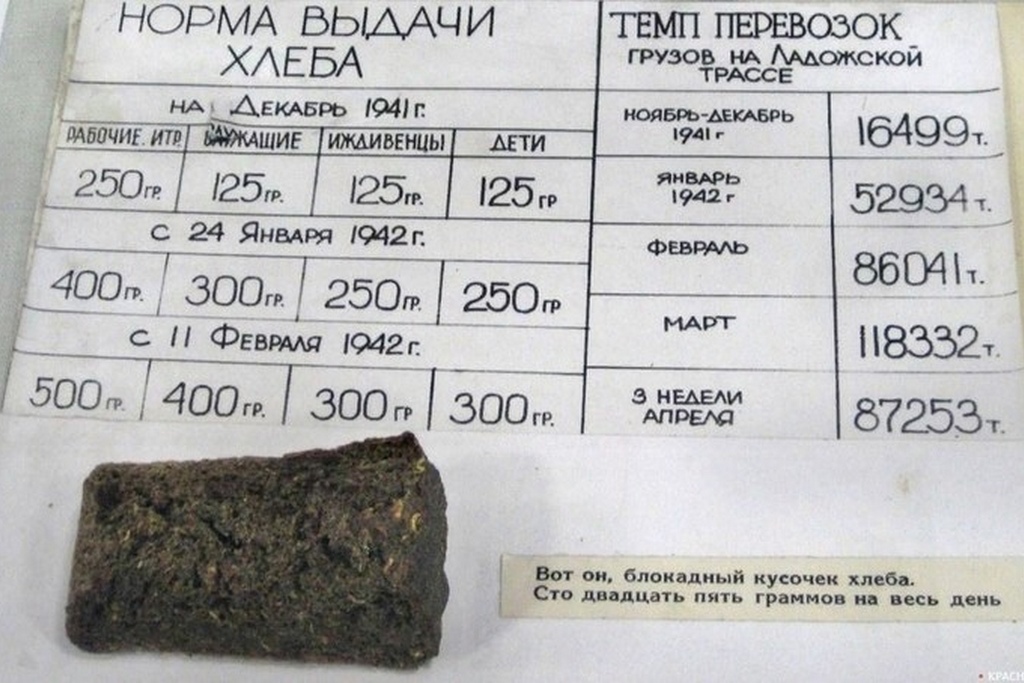 НОРМА ВЫДАЧИ
ХЛЕБА
НА ДЕКАБРЬ 1941 г.
РАБОЧИЕ. ИТР. СЛУЖАЩИЕ ИЖДИВЕНЦЫ ДЕТИ
250 ГР. 125 ГР. 125 ГР. 125 ГР
С 24 ЯНВАРЯ 1942 г.
400 ГР. 300 ГР. 250 ГР. 250 ГР
С 11 ФЕВРАЛЯ 1942 г.
500 ГР. 400 ГР. 300 ГР 300 ГР.
ТЕМП ПЕРЕВОЗОК
ГРУЗОВ НА ЛАДОЖСКОЙ
ТРАССЕ
НОЯБРЬ-ДЕКАБРЬ
1941 г
16499 т.
ЯНВАРЬ
1942 г
52934 т.
ФЕВРАЛЬ
86041 т.
МАРТ
118332 т.
3 НЕДЕЛИ
АПРЕЛЯ
87253 т.
Вот он, блокадный кусочек хлеба.
Сто двадцать пять граммов на весь день